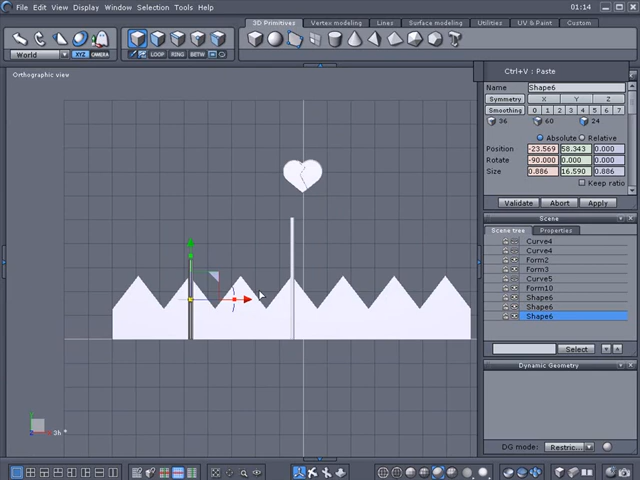 File Edit View Display Window Selection Tools
01:14
3D Primitives Vertex modeling Lines Surface modeling Utilities UV & Paint Custom
World XYZ CAMERA
LOOP RING BETW
Orthographic view
Ctrl+V : Paste
Name Shape6
Symmetry X Y Z
Smoothing 0 1 2 3 4 5 6 7
36 60 24
Absolute Relative
Position -23.569 58.343 0.000
Rotate -90.000 0.000 0.000
Size 0.886 16.590 0.886
Keep ratio
Validate Abort Apply
Scene
Scene tree Properties
Curve4
Curve4
Form2
Form3
Curve5
Form10
Shape6
Shape6
Shape6
Select
Dynamic Geometry
3h *
DG mode: Restric...